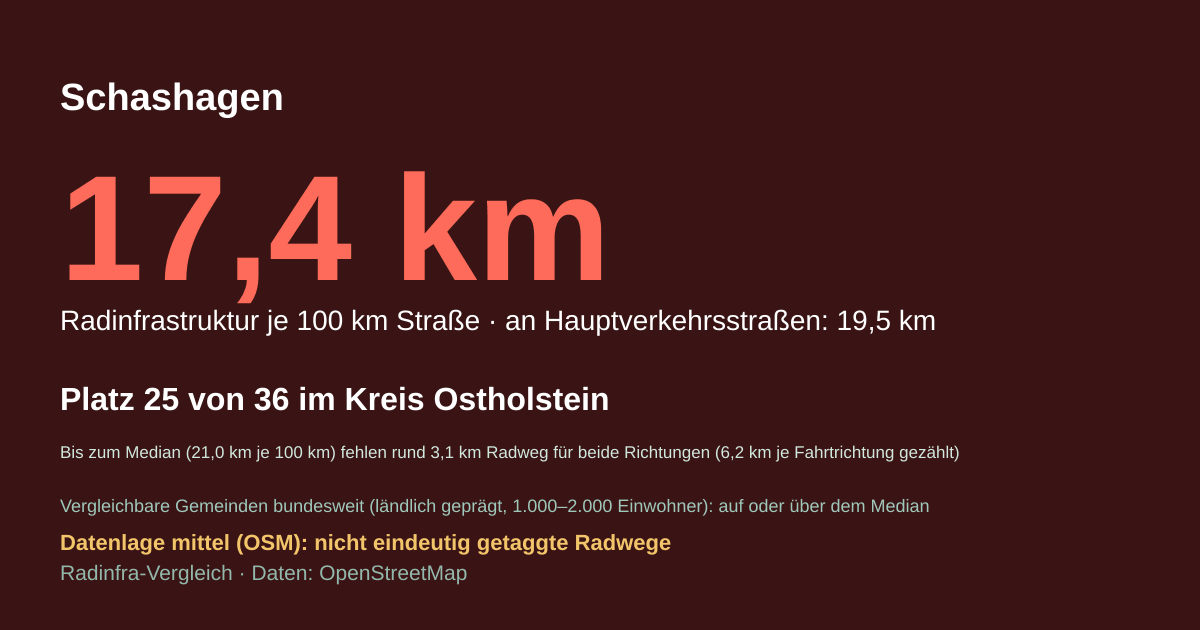 Schashagen
17,4 km
Radinfrastruktur je 100 km Straße · an Hauptverkehrsstraßen: 19,5 km
Platz 25 von 36 im Kreis Ostholstein
Bis zum Median (21,0 km je 100 km) fehlen rund 3,1 km Radweg für beide Richtungen (6,2 km je Fahrtrichtung gezählt)
Vergleichbare Gemeinden bundesweit (ländlich geprägt, 1.000–2.000 Einwohner): auf oder über dem Median
Datenlage mittel (OSM): nicht eindeutig getaggte Radwege
Radinfra-Vergleich · Daten: OpenStreetMap